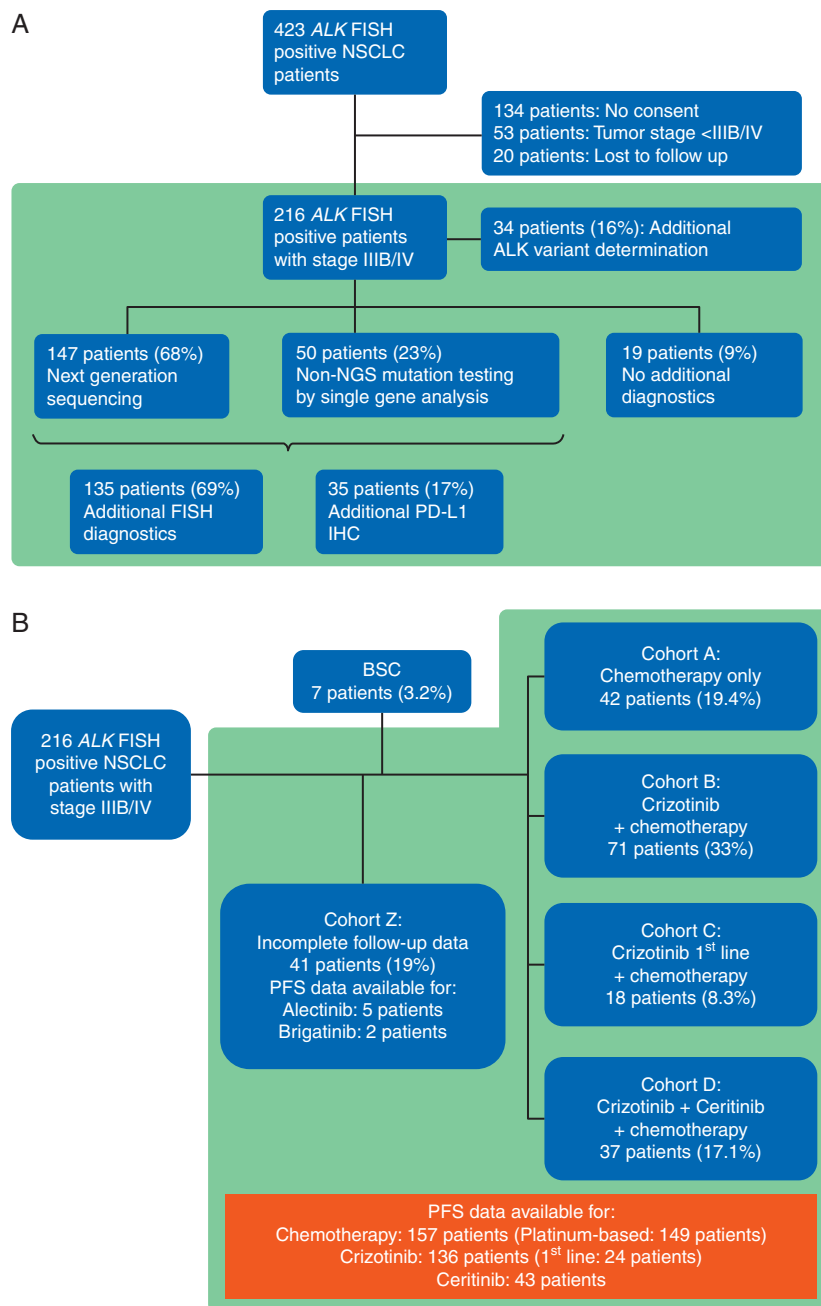 A
423 ALK FISH
positive NSCLC
patients
134 patients: No consent
53 patients: Tumor stage <IIIB/IV
20 patients: Lost to follow up
216 ALK FISH
positive patients
with stage IIIB/IV
34 patients (16%): Additional
ALK variant determination
147 patients (68%)
Next generation
sequencing
50 patients (23%)
Non-NGS mutation testing
by single gene analysis
19 patients (9%)
No additional
diagnostics
135 patients (69%)
Additional FISH
diagnostics
35 patients (17%)
Additional PD-L1
IHC
B
BSC
7 patients (3.2%)
216 ALK FISH
positive NSCLC
patients with
stage IIIB/IV
Cohort A:
Chemotherapy only
42 patients (19.4%)
Cohort B:
Crizotinib
+ chemotherapy
71 patients (33%)
Cohort Z:
Incomplete follow-up data
41 patients (19%)
PFS data available for:
Alectinib: 5 patients
Brigatinib: 2 patients
Cohort C:
Crizotinib 1st line
+ chemotherapy
18 patients (8.3%)
Cohort D:
Crizotinib + Ceritinib
+ chemotherapy
37 patients (17.1%)
PFS data available for:
Chemotherapy: 157 patients (Platinum-based: 149 patients)
Crizotinib: 136 patients (1st line: 24 patients)
Ceritinib: 43 patients